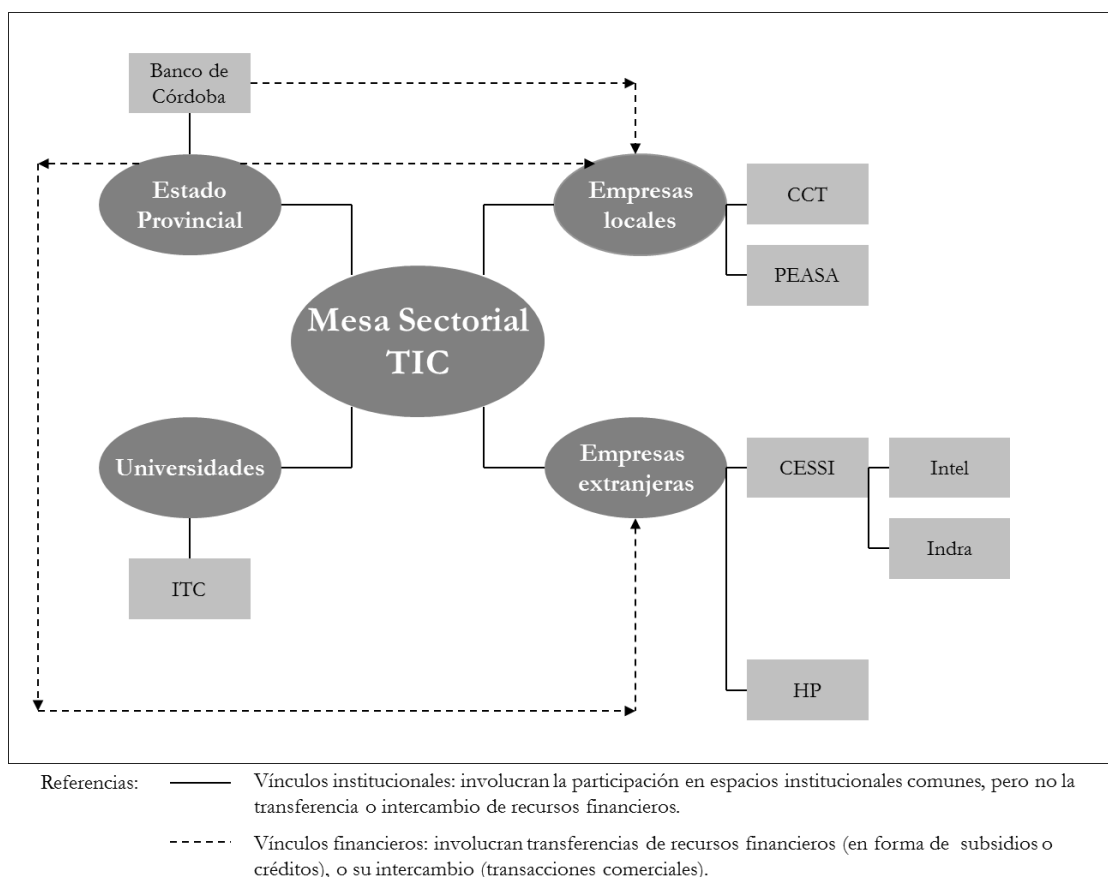 Banco de
Córdoba
Estado
Provincial
Empresas
locales
CCT
PEASA
Mesa Sectorial
TIC
Universidades
Empresas
extranjeras
CESSI
Intel
Indra
ITC
HP
Referencias:
Vínculos institucionales: involucran la participación en espacios institucionales comunes, pero no la
transferencia o intercambio de recursos financieros.
Vínculos financieros: involucran transferencias de recursos financieros (en forma de subsidios o
créditos), o su intercambio (transacciones comerciales).